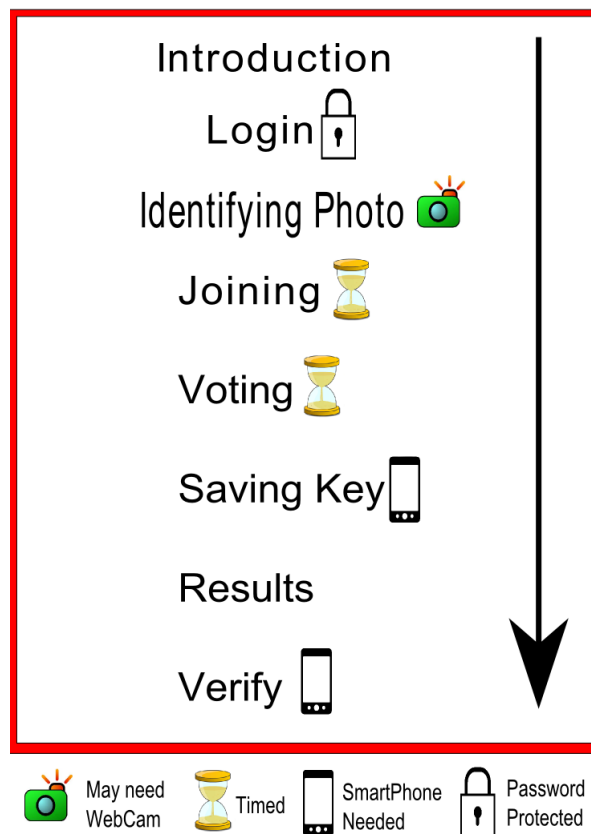 Introduction
Login
Identifying Photo
Joining
Voting
Saving Key
Results
Verify
May need
WebCam
Timed
SmartPhone
Needed
Password
Protected